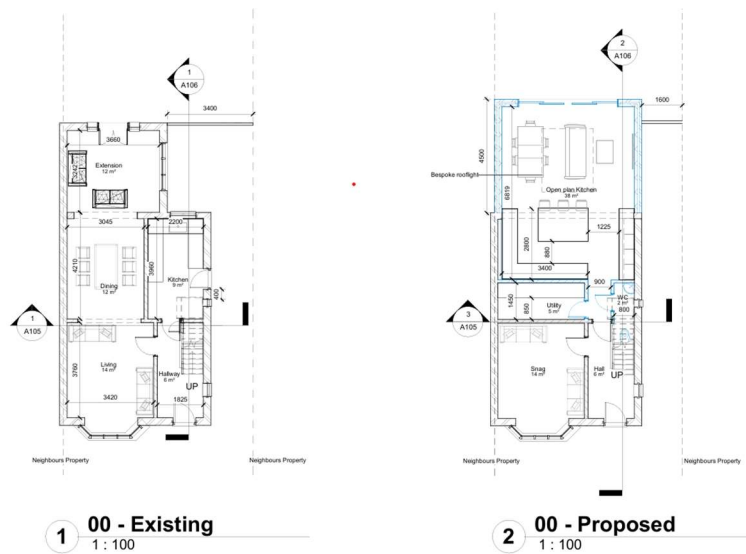 1
A106
3400
3660
Extension
12 m²
3242
3045
2200
4210
3960
Kitchen
9 m²
400
Dining
12 m²
1
A105
3760
Living
14 m²
Hallway
6 m²
UP
3420
1825
Neighbours Property
Neighbours Property
1
00 - Existing
1 : 100
2
A106
1600
4500
Bespoke rooflight
6819
Open plan Kitchen
38 m²
2800
880
1225
3400
900
1450
850
Utility
5 m²
WC
2 m²
800
3
A105
Snag
14 m²
Hall
6 m²
UP
Neighbours Property
Neighbours Property
2
00 - Proposed
1 : 100